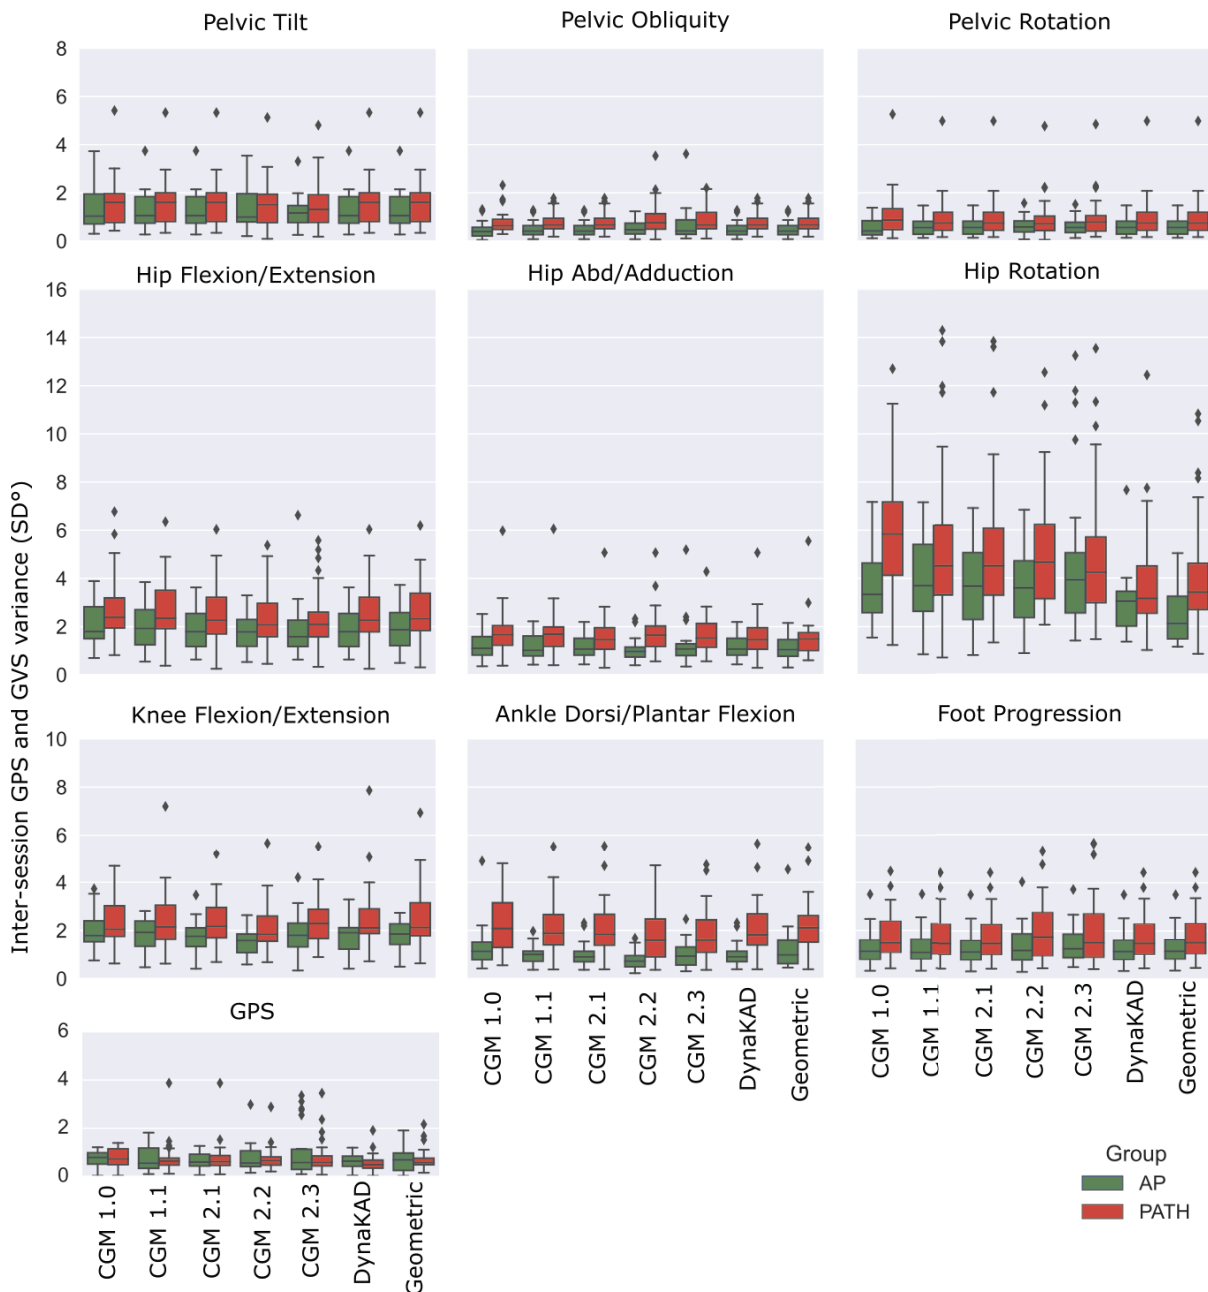 Pelvic Tilt
Pelvic Obliquity
Pelvic Rotation
8
6
4
2
0
Hip Flexion/Extension
Hip Abd/Adduction
Hip Rotation
16
14
12
10
8
6
4
2
0
Inter-session GPS and GVS variance (SD°)
Knee Flexion/Extension
Ankle Dorsi/Plantar Flexion
Foot Progression
10
8
6
4
2
0
CGM 1.0
CGM 1.1
CGM 2.1
CGM 2.2
CGM 2.3
DynaKAD
Geometric
CGM 1.0
CGM 1.1
CGM 2.1
CGM 2.2
CGM 2.3
DynaKAD
Geometric
GPS
6
4
2
0
CGM 1.0
CGM 1.1
CGM 2.1
CGM 2.2
CGM 2.3
DynaKAD
Geometric
Group
AP
PATH